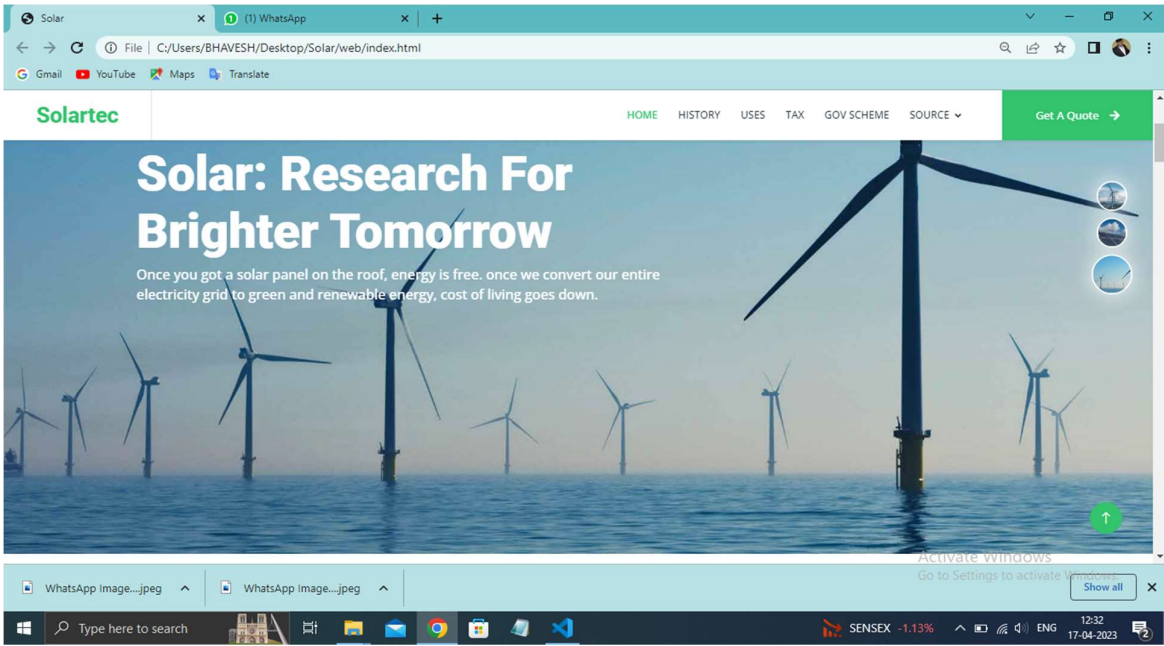 Solar
(1) WhatsApp
File
C:/Users/BHAVESH/Desktop/Solar/web/index.html
Gmail
YouTube
Maps
Translate
Solartec
HOME
HISTORY
USES
TAX
GOV SCHEME
SOURCE
Get A Quote
Solar: Research For
Brighter Tomorrow
Once you got a solar panel on the roof, energy is free. once we convert our entire
electricity grid to green and renewable energy, cost of living goes down.
Activate Windows
Go to Settings to activate Windows.
WhatsApp Image....jpeg
WhatsApp Image....jpeg
Show all
Type here to search
SENSEX -1.13%
ENG
12:32
17-04-2023
2